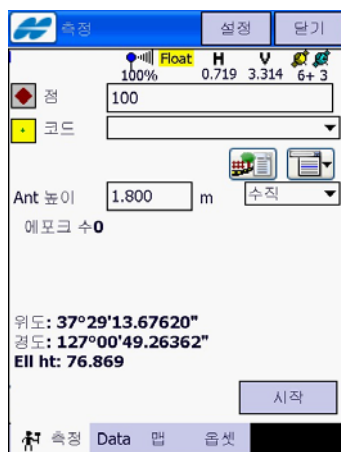 측정 설정 닫기
Float H V
100% 0.719 3.314 6+ 3
점 100
코드
Ant 높이 1.800 m 수직
에포크 수0
위도: 37°29'13.67620"
경도: 127°00'49.26362"
Ell ht: 76.869
시작
측정 Data 맵 옵셋